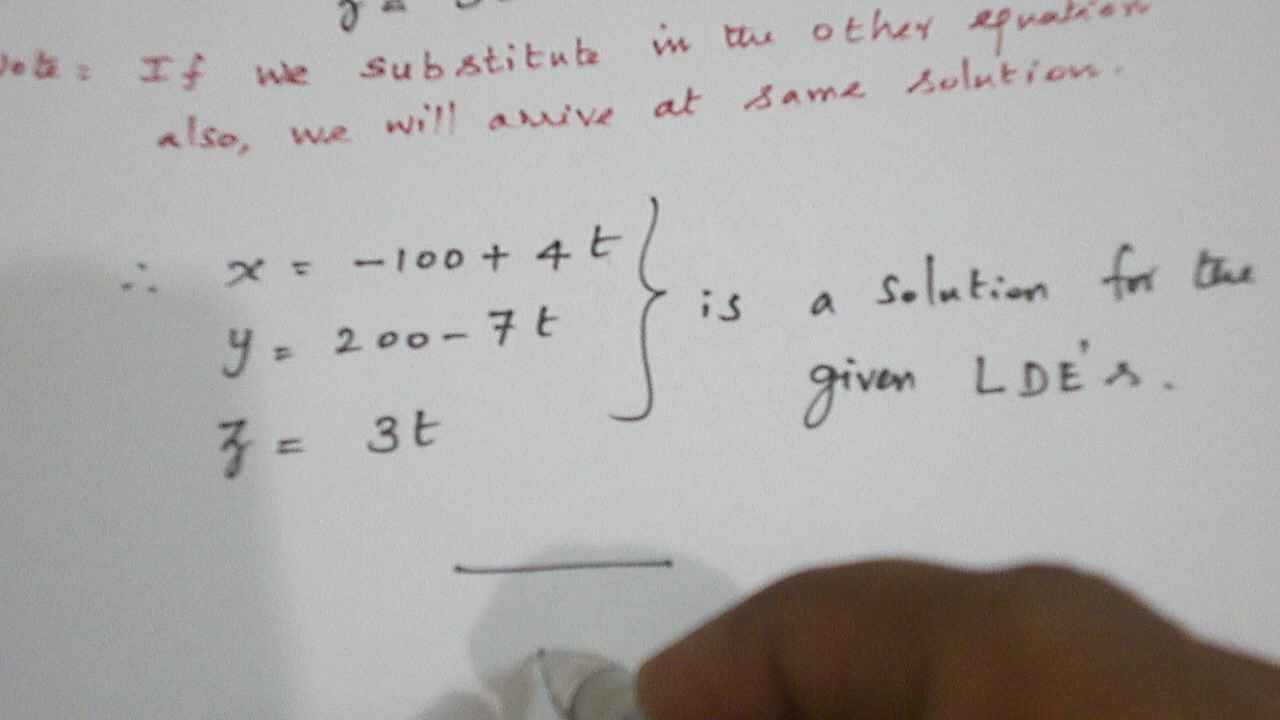 Note: If we substitute in the other equation
also, we will arrive at same solution.
∴ x = -100 + 4t
y = 200 - 7t
z = 3t
is a solution for the
given LDE's.